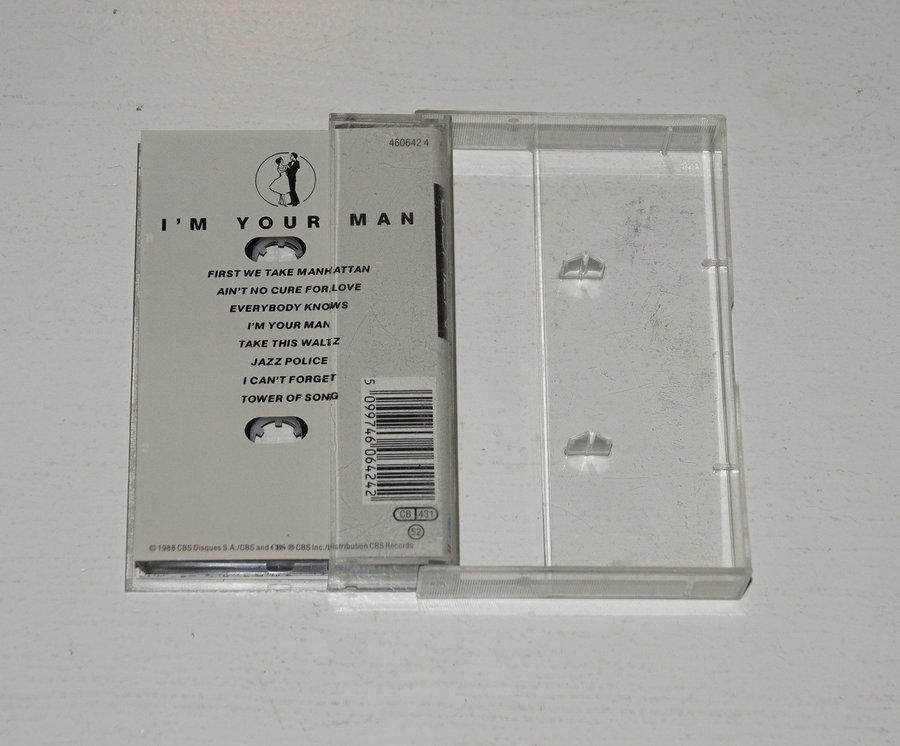 460642 4
I'M YOUR MAN
FIRST WE TAKE MANHATTAN
AIN'T NO CURE FOR LOVE
EVERYBODY KNOWS
I'M YOUR MAN
TAKE THIS WALTZ
JAZZ POLICE
I CAN'T FORGET
TOWER OF SONG
5 099746 064242
CB 431
52
© 1988 CBS Disques S.A./CBS and CBS ® CBS Inc./Distribution CBS Records